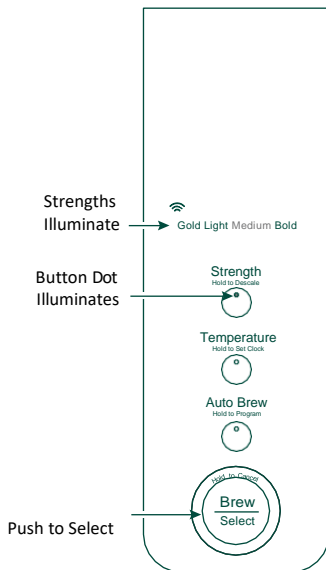 Strengths
Illuminate
Gold Light Medium Bold
Strength
Hold to Descale
Button Dot
Illuminates
Temperature
Hold to Set Clock
Auto Brew
Hold to Program
Hold to Cancel
Brew
Select
Push to Select